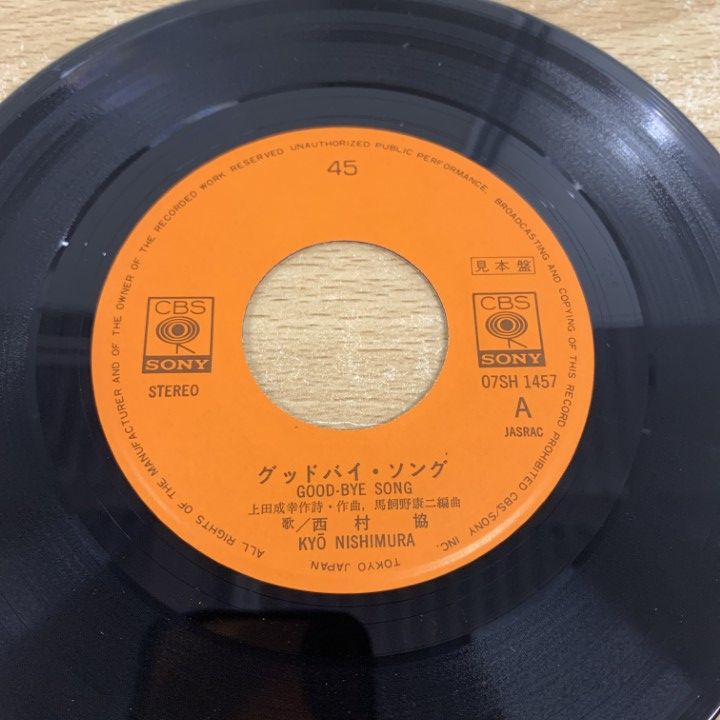 ALL RIGHTS OF THE MANUFACTURER AND OF THE OWNER OF THE RECORDED WORK RESERVED UNAUTHORIZED PUBLIC PERFORMANCE, BROADCASTING AND COPYING OF THIS RECORD PROHIBITED CBS/SONY INC.
TOKYO JAPAN
45
見本盤
CBS
SONY
STEREO
CBS
SONY
07SH 1457
A
JASRAC
グッドバイ・ソング
GOOD-BYE SONG
上田成幸作詩・作曲, 馬飼野康二編曲
歌/西村 協
KYŌ NISHIMURA